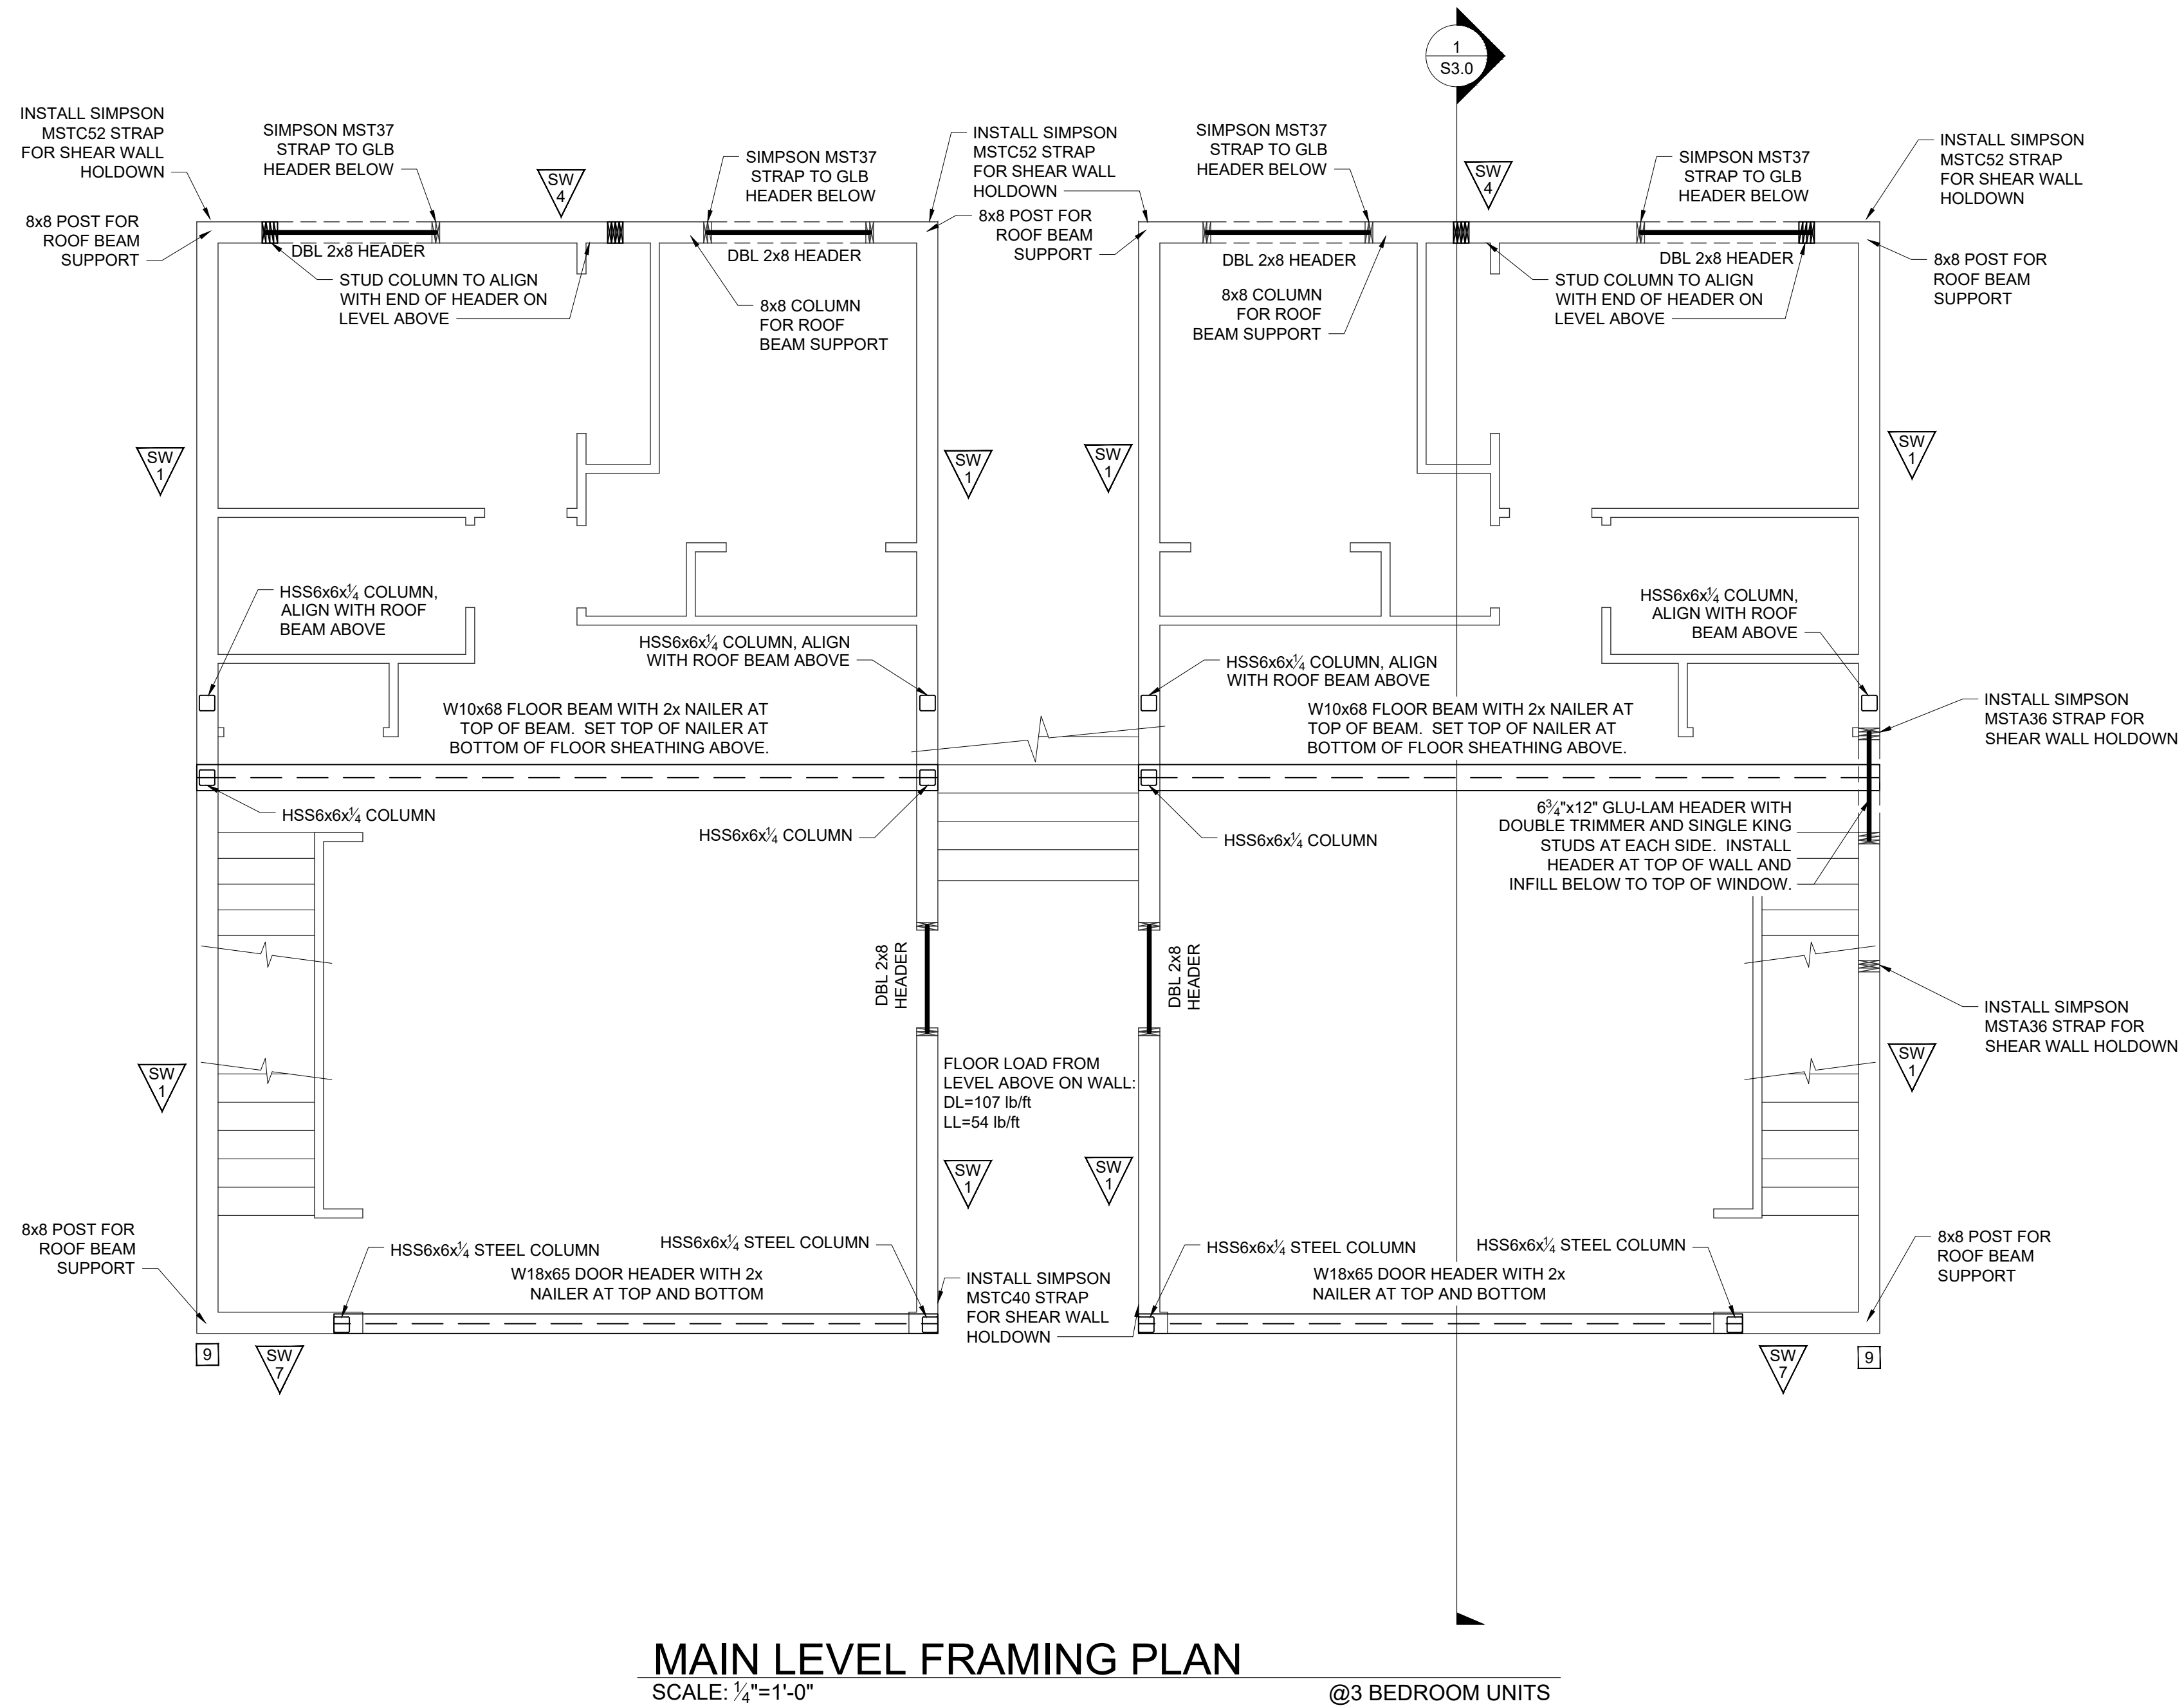 1
S3.0
INSTALL SIMPSON
MSTC52 STRAP
FOR SHEAR WALL
HOLDOWN
SIMPSON MST37
STRAP TO GLB
HEADER BELOW
SW
4
SIMPSON MST37
STRAP TO GLB
HEADER BELOW
INSTALL SIMPSON
MSTC52 STRAP
FOR SHEAR WALL
HOLDOWN
SIMPSON MST37
STRAP TO GLB
HEADER BELOW
SW
4
SIMPSON MST37
STRAP TO GLB
HEADER BELOW
INSTALL SIMPSON
MSTC52 STRAP
FOR SHEAR WALL
HOLDOWN
8x8 POST FOR
ROOF BEAM
SUPPORT
DBL 2x8 HEADER
STUD COLUMN TO ALIGN
WITH END OF HEADER ON
LEVEL ABOVE
DBL 2x8 HEADER
8x8 COLUMN
FOR ROOF
BEAM SUPPORT
8x8 POST FOR
ROOF BEAM
SUPPORT
DBL 2x8 HEADER
8x8 COLUMN
FOR ROOF
BEAM SUPPORT
DBL 2x8 HEADER
STUD COLUMN TO ALIGN
WITH END OF HEADER ON
LEVEL ABOVE
8x8 POST FOR
ROOF BEAM
SUPPORT
SW
1
SW
1
SW
1
SW
1
HSS6x6x¼ COLUMN,
ALIGN WITH ROOF
BEAM ABOVE
HSS6x6x¼ COLUMN, ALIGN
WITH ROOF BEAM ABOVE
HSS6x6x¼ COLUMN, ALIGN
WITH ROOF BEAM ABOVE
HSS6x6x¼ COLUMN,
ALIGN WITH ROOF
BEAM ABOVE
W10x68 FLOOR BEAM WITH 2x NAILER AT
TOP OF BEAM. SET TOP OF NAILER AT
BOTTOM OF FLOOR SHEATHING ABOVE.
W10x68 FLOOR BEAM WITH 2x NAILER AT
TOP OF BEAM. SET TOP OF NAILER AT
BOTTOM OF FLOOR SHEATHING ABOVE.
INSTALL SIMPSON
MSTA36 STRAP FOR
SHEAR WALL HOLDOWN
HSS6x6x¼ COLUMN
HSS6x6x¼ COLUMN
HSS6x6x¼ COLUMN
6¾"x12" GLU-LAM HEADER WITH
DOUBLE TRIMMER AND SINGLE KING
STUDS AT EACH SIDE. INSTALL
HEADER AT TOP OF WALL AND
INFILL BELOW TO TOP OF WINDOW.
DBL 2x8
HEADER
DBL 2x8
HEADER
INSTALL SIMPSON
MSTA36 STRAP FOR
SHEAR WALL HOLDOWN
FLOOR LOAD FROM
LEVEL ABOVE ON WALL:
DL=107 lb/ft
LL=54 lb/ft
SW
1
SW
1
SW
1
SW
1
8x8 POST FOR
ROOF BEAM
SUPPORT
HSS6x6x¼ STEEL COLUMN
HSS6x6x¼ STEEL COLUMN
W18x65 DOOR HEADER WITH 2x
NAILER AT TOP AND BOTTOM
INSTALL SIMPSON
MSTC40 STRAP
FOR SHEAR WALL
HOLDOWN
HSS6x6x¼ STEEL COLUMN
HSS6x6x¼ STEEL COLUMN
W18x65 DOOR HEADER WITH 2x
NAILER AT TOP AND BOTTOM
8x8 POST FOR
ROOF BEAM
SUPPORT
9
SW
7
SW
7
9
MAIN LEVEL FRAMING PLAN
SCALE: ¼"=1'-0"
@3 BEDROOM UNITS